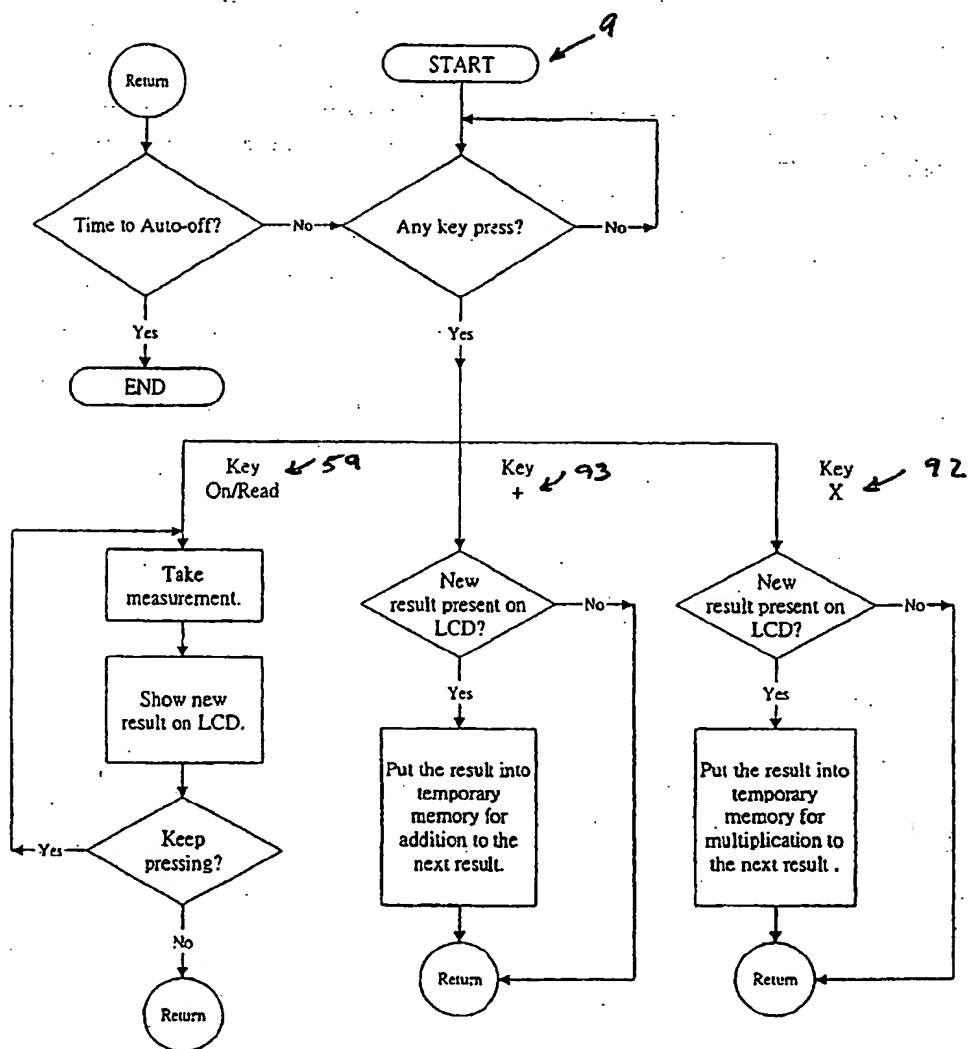 9
START
Return
Time to Auto-off?
No
Any key press?
No
Yes
Yes
END
Key
On/Read
59
Key
+
93
Key
X
92
Take
measurement.
Show new
result on LCD.
Keep
pressing?
Yes
No
Return
New
result present on
LCD?
No
Yes
Put the result into
temporary
memory for
addition to the
next result.
Return
New
result present on
LCD?
No
Yes
Put the result into
temporary
memory for
multiplication to
the next result .
Return